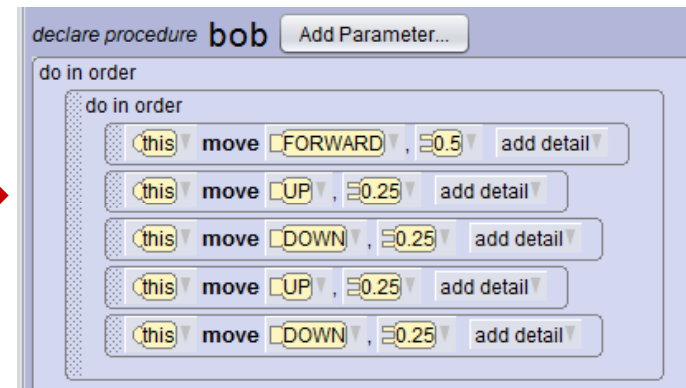 declare procedure bob Add Parameter...
do in order
do in order
this move FORWARD , 0.5 add detail
this move UP , 0.25 add detail
this move DOWN , 0.25 add detail
this move UP , 0.25 add detail
this move DOWN , 0.25 add detail